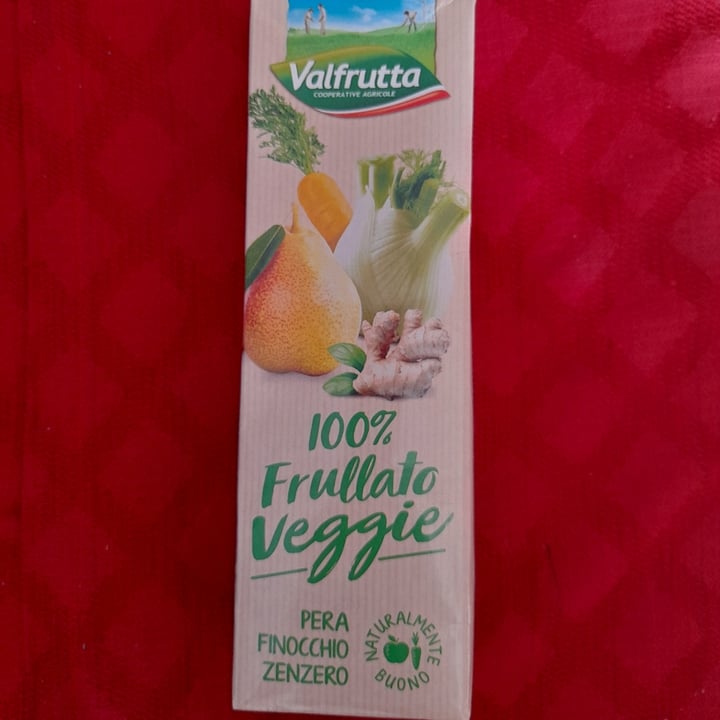 Valfrutta
COOPERATIVE AGRICOLE
100%
Frullato
Veggie
PERA
FINOCCHIO
ZENZERO
NATURALMENTE
BUONO